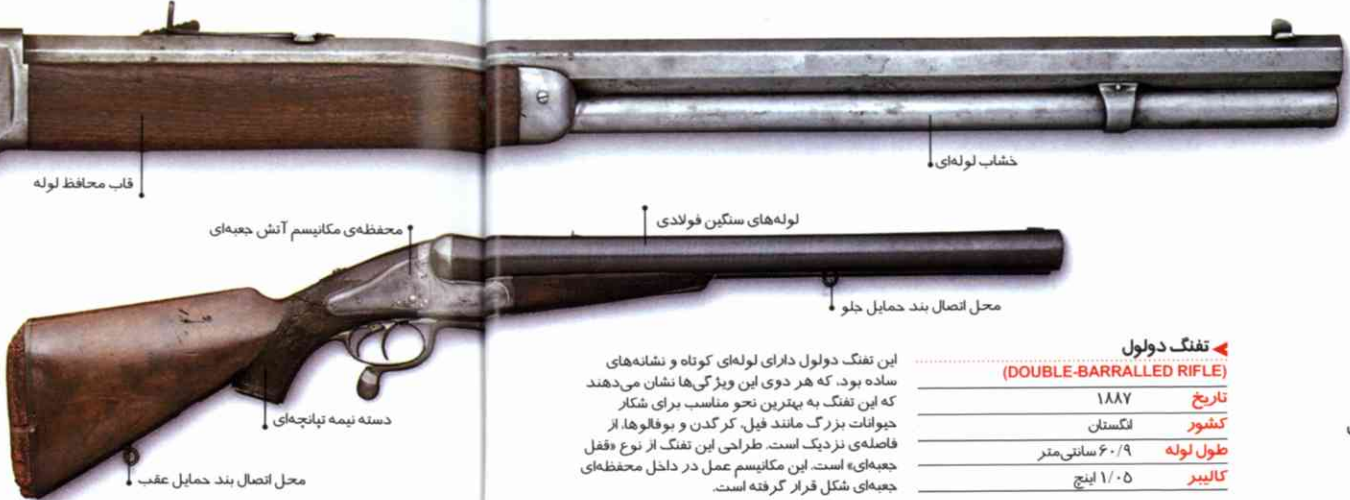 قاب محافظ لوله
خشاب لوله‌ای
لوله‌های سنگین فولادی
محفظه‌ی مکانیسم آتش جعبه‌ای
محل اتصال بند حمایل جلو
دسته نیمه تپانچه‌ای
محل اتصال بند حمایل عقب
تفنگ دولول
(DOUBLE-BARRALLED RIFLE)
تاریخ ۱۸۸۷
کشور انگستان
طول لوله ۶۰/۹ سانتی‌متر
کالیبر ۱/۰۵ اینچ
این تفنگ دولول دارای لوله‌ای کوتاه و نشانه‌های
ساده بود، که هر دوی این ویژگی‌ها نشان می‌دهند
که این تفنگ به بهترین نحو مناسب برای شکار
حیوانات بزرگ مانند فیل، کرگدن و بوفالوها، از
فاصله‌ی نزدیک است. طراحی این تفنگ از نوع «قفل
جعبه‌ای» است. این مکانیسم عمل در داخل محفظه‌ای
جعبه‌ای شکل قرار گرفته است.